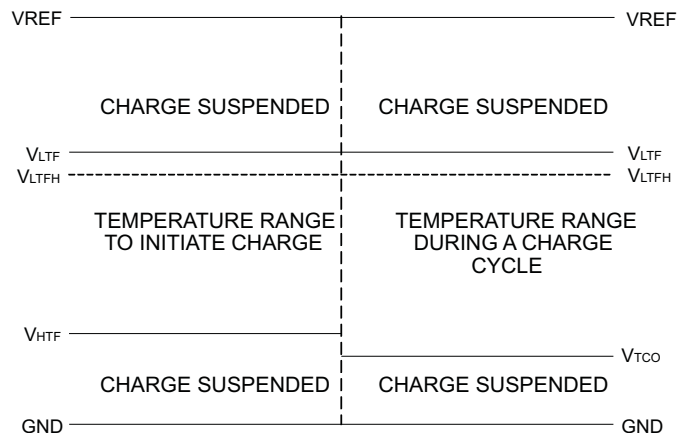 VREF
VREF
CHARGE SUSPENDED
CHARGE SUSPENDED
VLTF
VLTF
VLTFH
VLTFH
TEMPERATURE RANGE
TO INITIATE CHARGE
TEMPERATURE RANGE
DURING A CHARGE
CYCLE
VHTF
VTCO
CHARGE SUSPENDED
CHARGE SUSPENDED
GND
GND